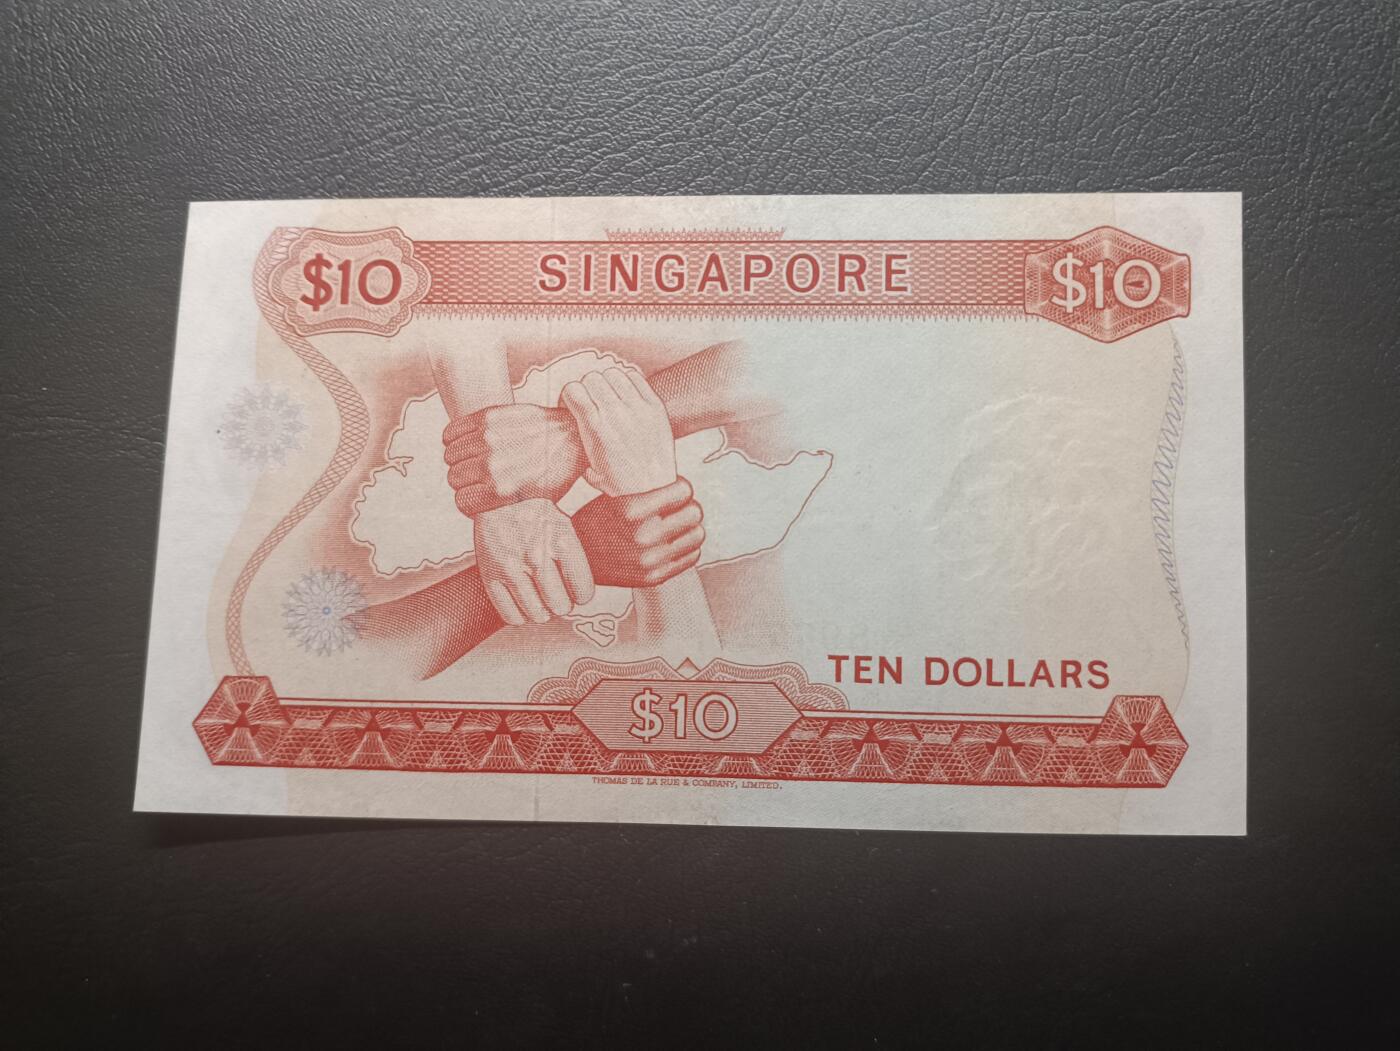 $10 SINGAPORE $10
TEN DOLLARS
$10
THOMAS DE LA RUE & COMPANY, LIMITED.